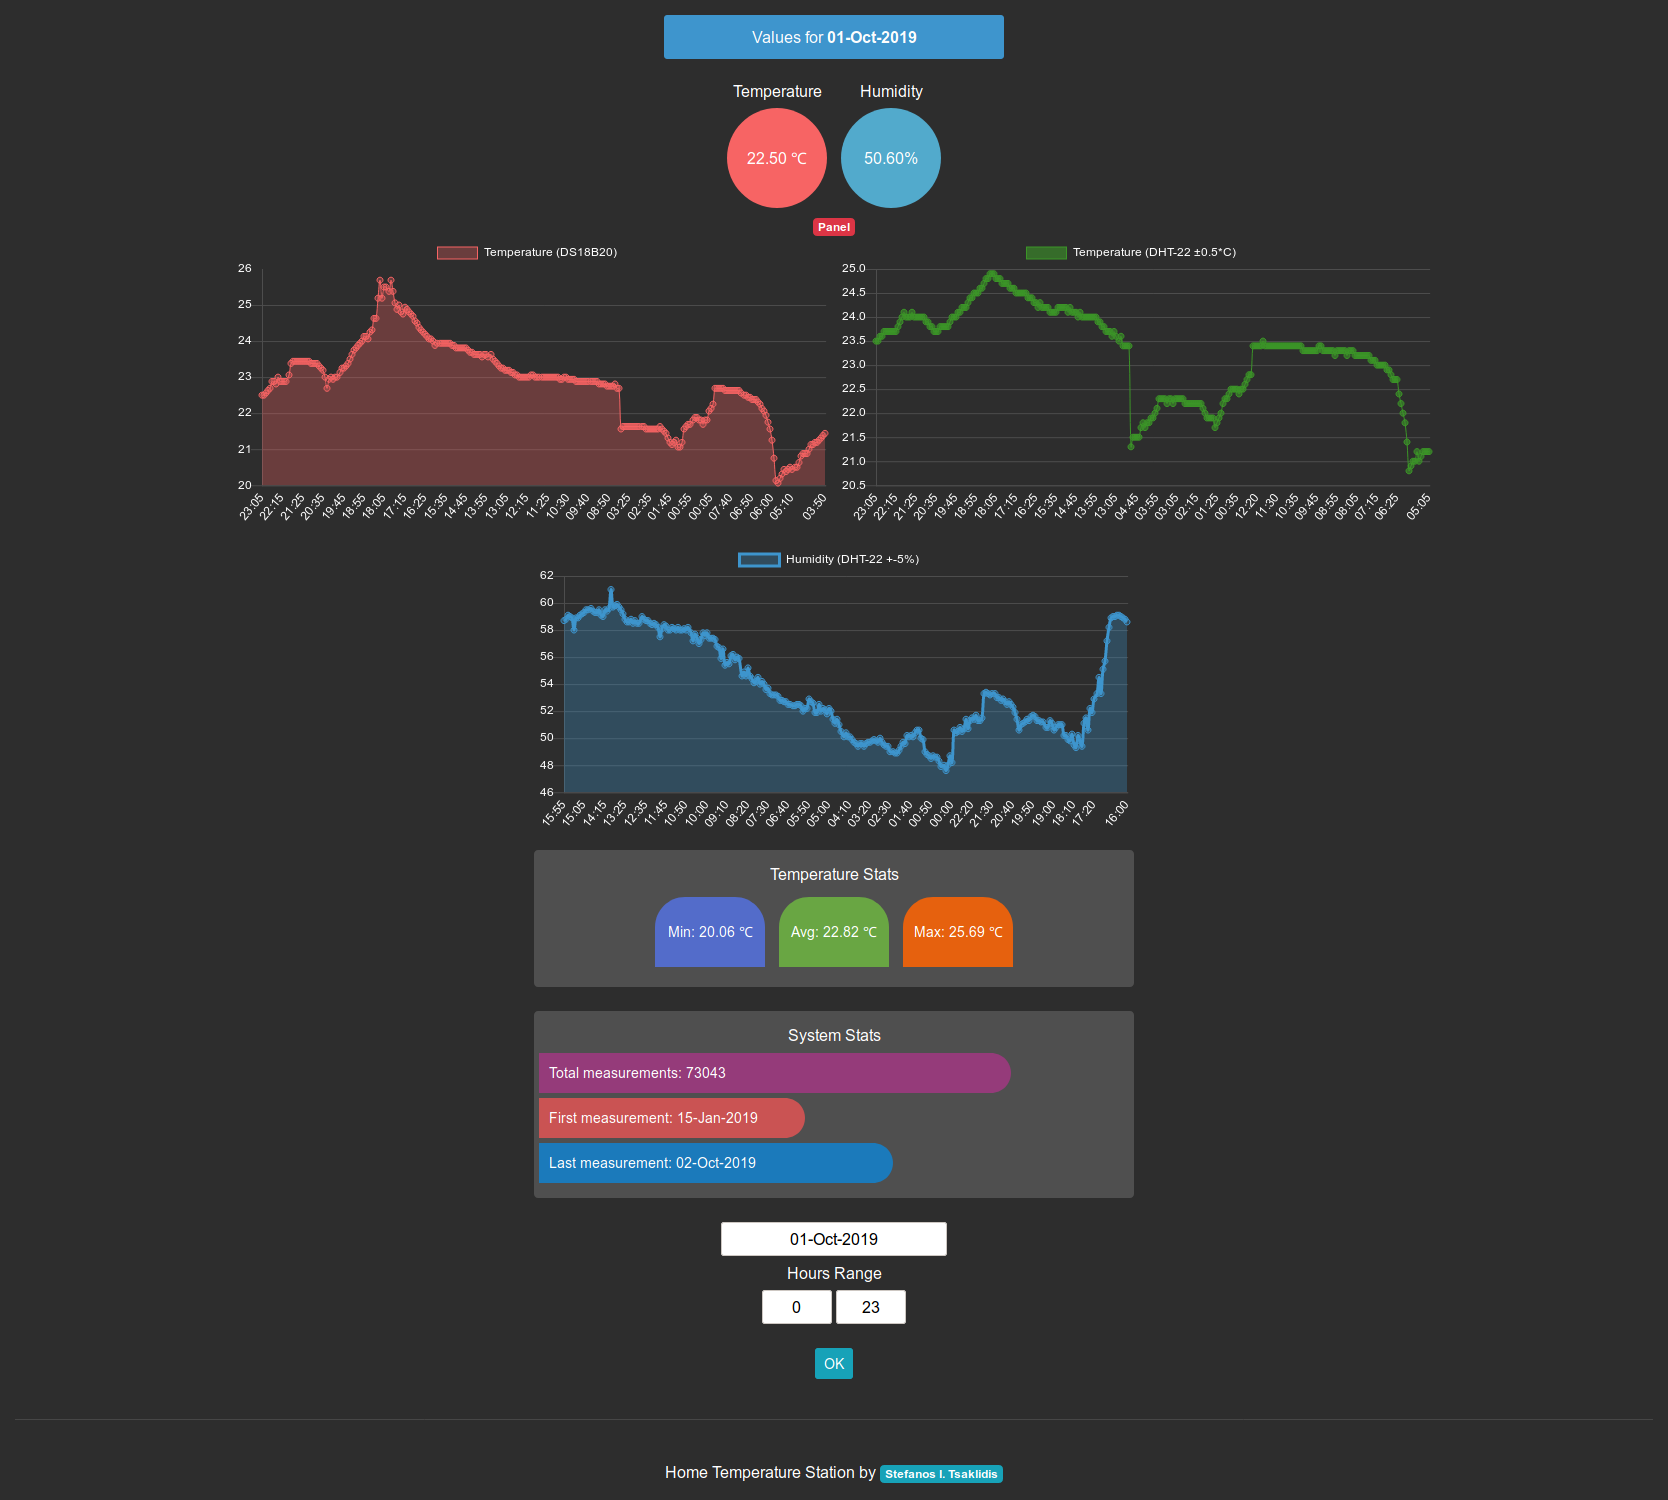 Values for 01-Oct-2019
Temperature Humidity
22.50 °C 50.60%
Panel
Temperature (DS18B20)
26
25
24
23
22
21
20
23:05 22:15 21:25 20:35 19:45 18:55 18:05 17:15 16:25 15:35 14:45 13:55 13:05 12:15 11:25 10:30 09:40 08:50 03:25 02:35 01:45 00:55 00:05 07:40 06:50 06:00 05:10 03:50
Temperature (DHT-22 ±0.5*C)
25.0
24.5
24.0
23.5
23.0
22.5
22.0
21.5
21.0
20.5
23:05 22:15 21:25 20:35 19:45 18:55 18:05 17:15 16:25 15:35 14:45 13:55 13:05 04:45 03:55 03:05 02:15 01:25 00:35 12:20 11:30 10:35 09:45 08:55 08:05 07:15 06:25 05:05
Humidity (DHT-22 +-5%)
62
60
58
56
54
52
50
48
46
15:55 15:05 14:15 13:25 12:35 11:45 10:50 10:00 09:10 08:20 07:30 06:40 05:50 05:00 04:10 03:20 02:30 01:40 00:50 00:00 22:20 21:30 20:40 19:50 19:00 18:10 17:20 16:00
Temperature Stats
Min: 20.06 °C Avg: 22.82 °C Max: 25.69 °C
System Stats
Total measurements: 73043
First measurement: 15-Jan-2019
Last measurement: 02-Oct-2019
01-Oct-2019
Hours Range
0 23
OK
Home Temperature Station by Stefanos I. Tsaklidis